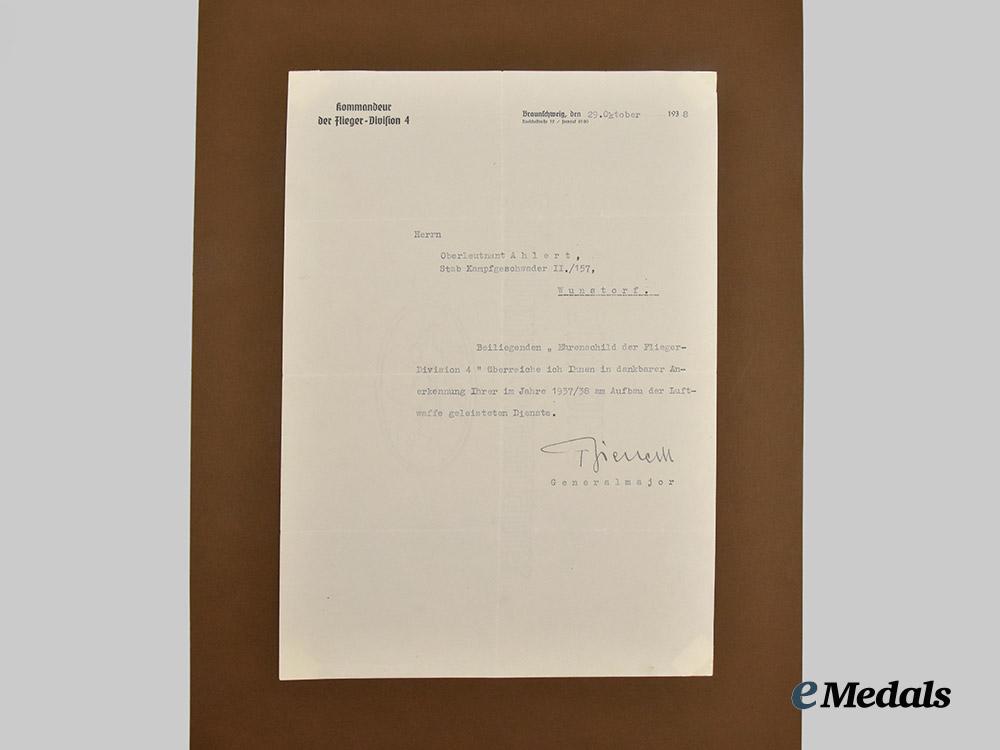 Kommandeur
der Flieger-Division 4
Braunschweig, den 29.Oktober 1938
Herrn
Oberleutnant A h l e r t ,
Stab Kampfgeschwader II./157,
W u n s t o r f .
Beiliegenden „ Ehrenschild der Flieger-
Division 4 " überreiche ich Ihnen in dankbarer An-
erkennung Ihrer im Jahre 1937/38 am Aufbau der Luft-
waffe geleisteten Dienste.
G e n e r a l m a j o r
eMedals